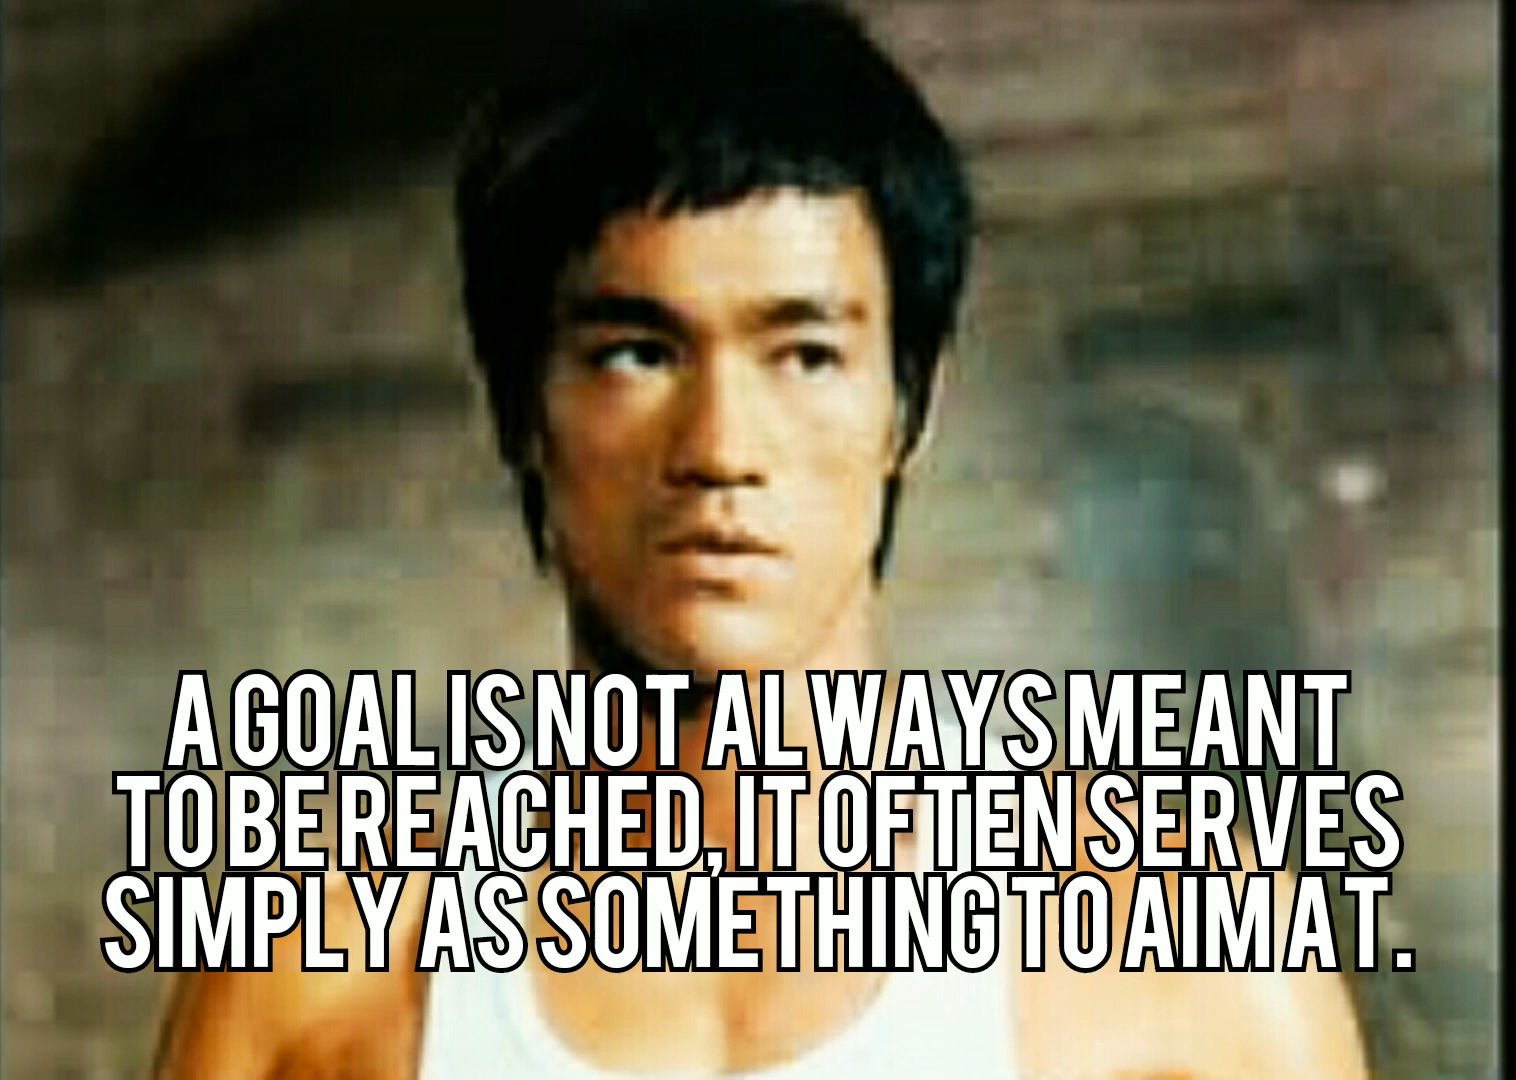 A GOAL IS NOT ALWAYS MEANT
TO BE REACHED, IT OFTEN SERVES
SIMPLY AS SOMETHING TO AIM AT.